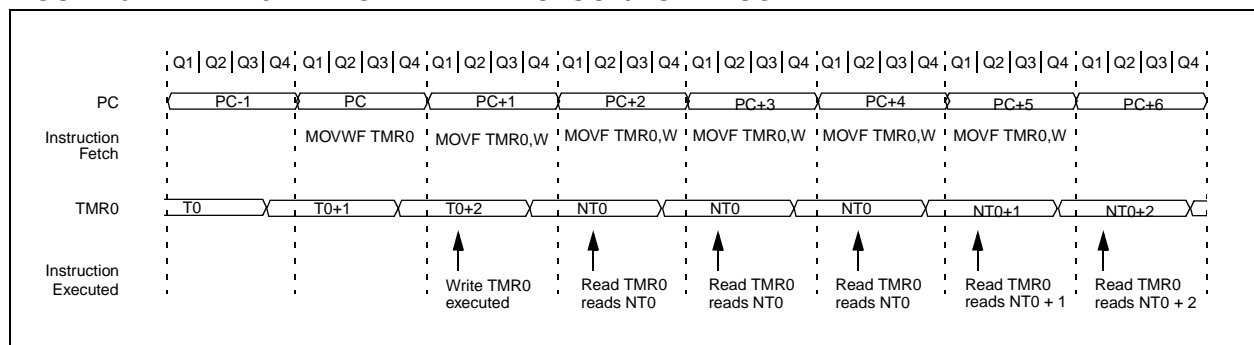 Q1 Q2 Q3 Q4 Q1 Q2 Q3 Q4 Q1 Q2 Q3 Q4 Q1 Q2 Q3 Q4 Q1 Q2 Q3 Q4 Q1 Q2 Q3 Q4 Q1 Q2 Q3 Q4 Q1 Q2 Q3 Q4
PC PC-1 PC PC+1 PC+2 PC+3 PC+4 PC+5 PC+6
Instruction
Fetch
MOVWF TMR0 MOVF TMR0,W MOVF TMR0,W MOVF TMR0,W MOVF TMR0,W MOVF TMR0,W
TMR0 T0 T0+1 T0+2 NT0 NT0 NT0 NT0+1 NT0+2
Instruction
Executed
Write TMR0
executed
Read TMR0
reads NT0
Read TMR0
reads NT0
Read TMR0
reads NT0
Read TMR0
reads NT0 + 1
Read TMR0
reads NT0 + 2